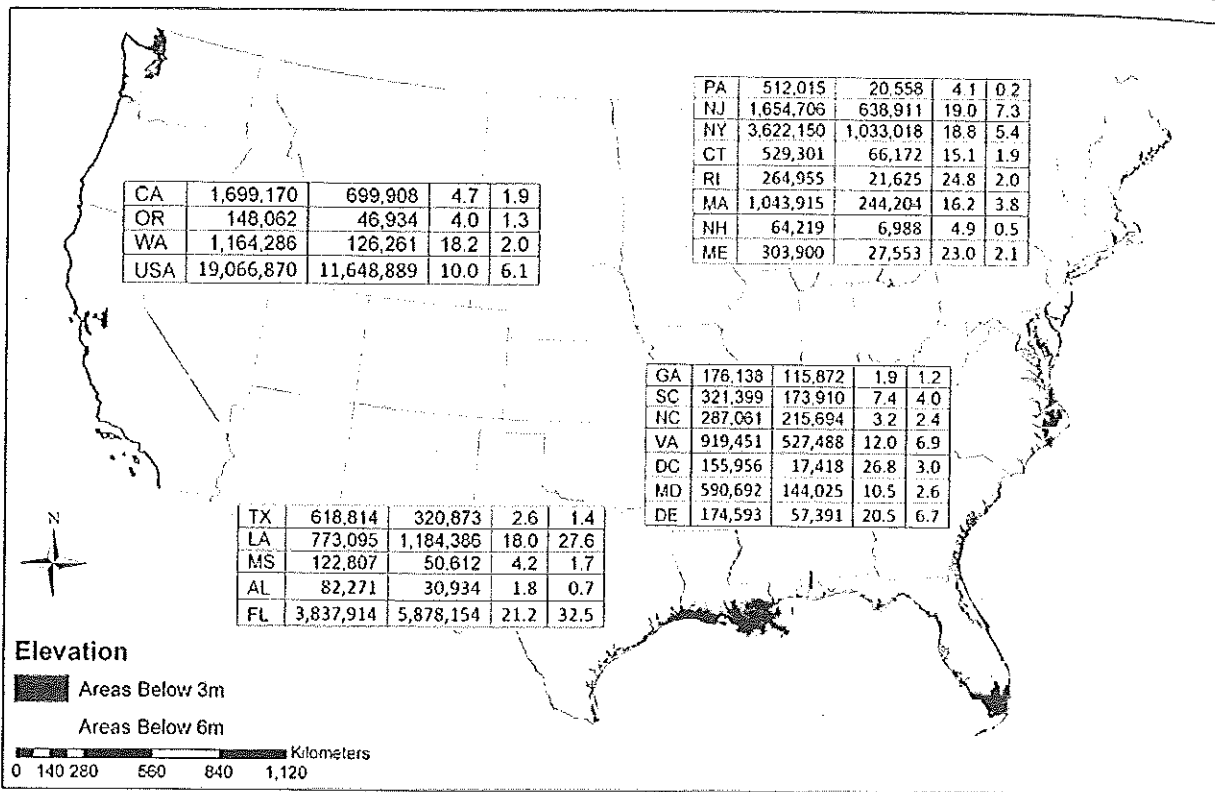 PA 512,015 20,558 4.1 0.2
NJ 1,654,706 638,911 19.0 7.3
NY 3,622,150 1,033,018 18.8 5.4
CT 529,301 66,172 15.1 1.9
RI 264,955 21,625 24.8 2.0
MA 1,043,915 244,204 16.2 3.8
NH 64,219 6,988 4.9 0.5
ME 303,900 27,553 23.0 2.1
CA 1,699,170 699,908 4.7 1.9
OR 148,062 46,934 4.0 1.3
WA 1,164,286 126,261 18.2 2.0
USA 19,066,870 11,648,889 10.0 6.1
GA 176,138 115,872 1.9 1.2
SC 321,399 173,910 7.4 4.0
NC 287,061 215,694 3.2 2.4
VA 919,451 527,488 12.0 6.9
DC 155,956 17,418 26.8 3.0
MD 590,692 144,025 10.5 2.6
DE 174,593 57,391 20.5 6.7
TX 618,814 320,873 2.6 1.4
LA 773,095 1,184,386 18.0 27.6
MS 122,807 50,612 4.2 1.7
AL 82,271 30,934 1.8 0.7
FL 3,837,914 5,878,154 21.2 32.5
N
Elevation
Areas Below 3m
Areas Below 6m
Kilometers
0 140 280 560 840 1,120